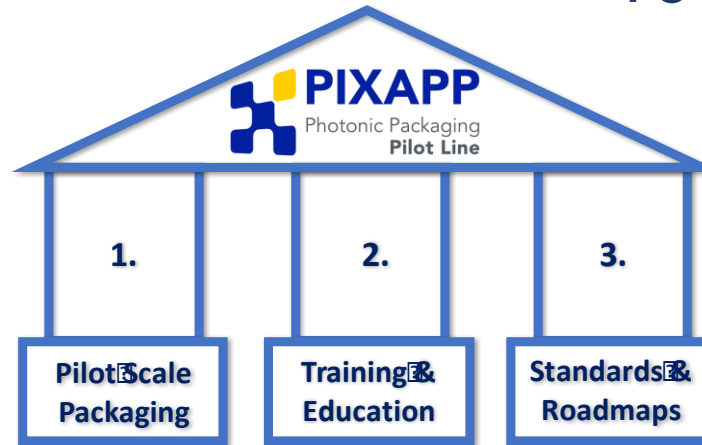 PIXAPP
Photonic Packaging
Pilot Line
1.
2.
3.
Pilot Scale
Packaging
Training &
Education
Standards &
Roadmaps